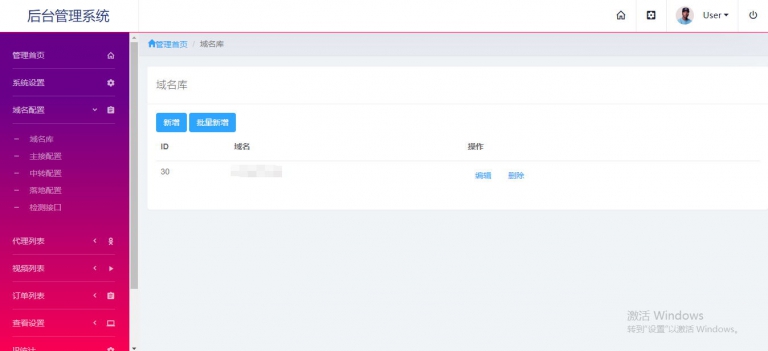 后台管理系统
User
管理首页
管理首页 / 域名库
系统设置
域名库
域名配置
新增 批量新增
ID 域名 操作
30 编辑 删除
域名库
主接配置
中转配置
落地配置
检测接口
代理列表
视频列表
订单列表
查看设置
激活 Windows
转到"设置"以激活 Windows。
IP统计